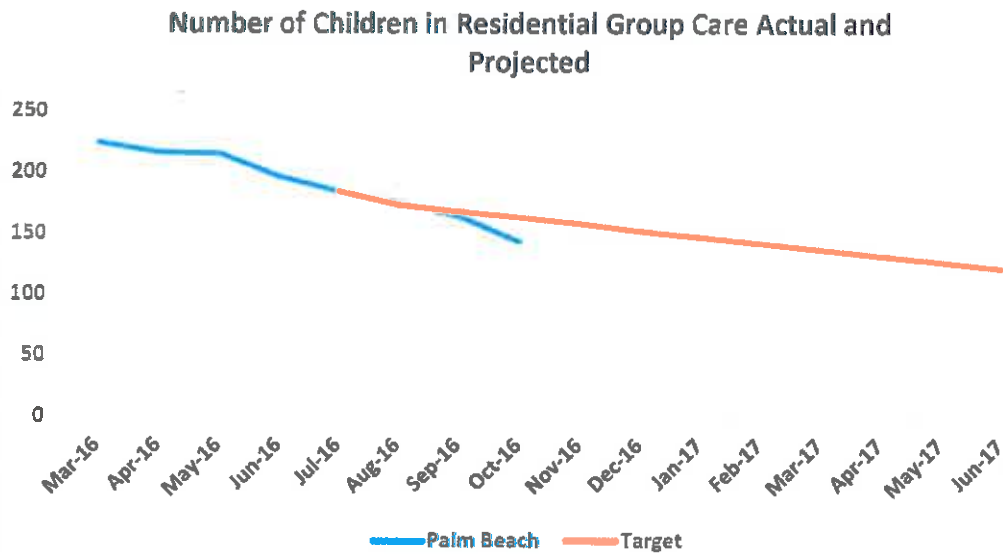 Number of Children in Residential Group Care Actual and
Projected
250
200
150
100
50
0
Mar-16
Apr-16
May-16
Jun-16
Jul-16
Aug-16
Sep-16
Oct-16
Nov-16
Dec-16
Jan-17
Feb-17
Mar-17
Apr-17
May-17
Jun-17
Palm Beach
Target